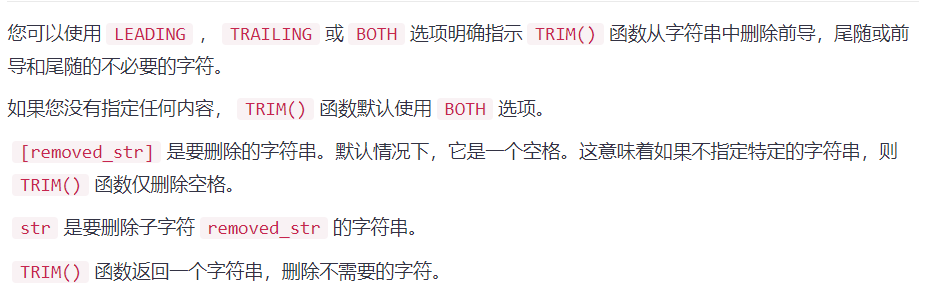 您可以使用 LEADING ， TRAILING 或 BOTH 选项明确指示 TRIM() 函数从字符串中删除前导，尾随或前
导和尾随的不必要的字符。
如果您没有指定任何内容， TRIM() 函数默认使用 BOTH 选项。
[removed_str] 是要删除的字符串。默认情况下，它是一个空格。这意味着如果不指定特定的字符串，则
TRIM() 函数仅删除空格。
str 是要删除子字符 removed_str 的字符串。
TRIM() 函数返回一个字符串，删除不需要的字符。